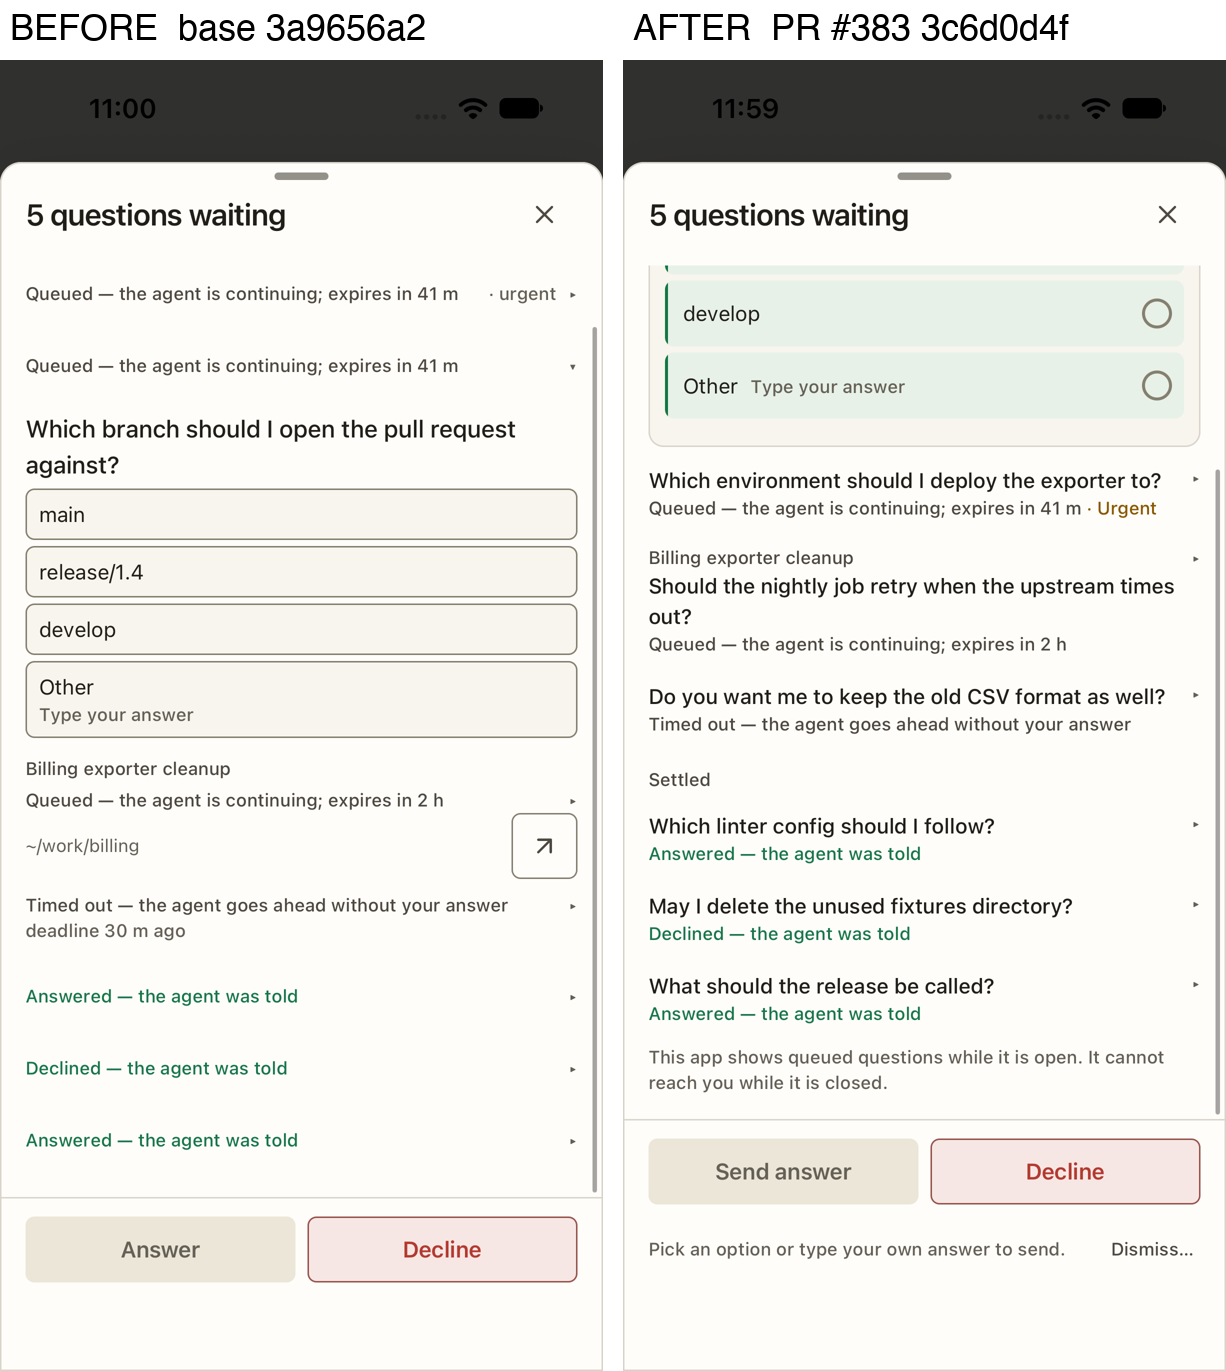 BEFORE base 3a9656a2
11:00
5 questions waiting
Queued — the agent is continuing; expires in 41 m · urgent
Queued — the agent is continuing; expires in 41 m
Which branch should I open the pull request
against?
main
release/1.4
develop
Other
Type your answer
Billing exporter cleanup
Queued — the agent is continuing; expires in 2 h
~/work/billing
Timed out — the agent goes ahead without your answer
deadline 30 m ago
Answered — the agent was told
Declined — the agent was told
Answered — the agent was told
Answer
Decline
AFTER PR #383 3c6d0d4f
11:59
5 questions waiting
develop
Other Type your answer
Which environment should I deploy the exporter to?
Queued — the agent is continuing; expires in 41 m · Urgent
Billing exporter cleanup
Should the nightly job retry when the upstream times
out?
Queued — the agent is continuing; expires in 2 h
Do you want me to keep the old CSV format as well?
Timed out — the agent goes ahead without your answer
Settled
Which linter config should I follow?
Answered — the agent was told
May I delete the unused fixtures directory?
Declined — the agent was told
What should the release be called?
Answered — the agent was told
This app shows queued questions while it is open. It cannot
reach you while it is closed.
Send answer
Decline
Pick an option or type your own answer to send.
Dismiss...